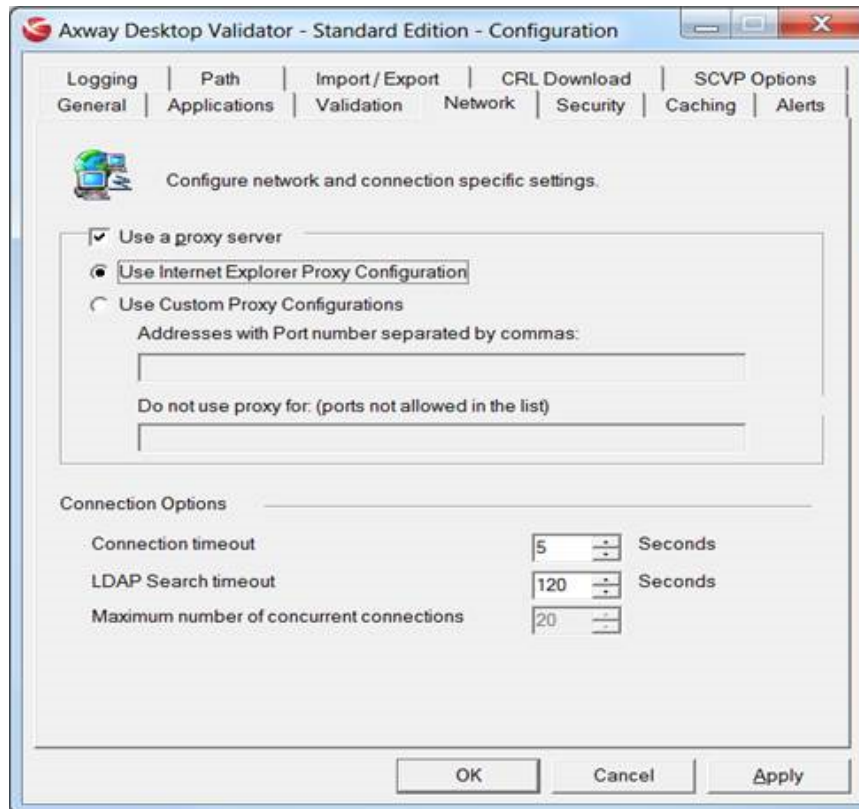 Axway Desktop Validator - Standard Edition - Configuration
Logging Path Import / Export CRL Download SCVP Options
General Applications Validation Network Security Caching Alerts
Configure network and connection specific settings.
Use a proxy server
Use Internet Explorer Proxy Configuration
Use Custom Proxy Configurations
Addresses with Port number separated by commas:
Do not use proxy for: (ports not allowed in the list)
Connection Options
Connection timeout 5 Seconds
LDAP Search timeout 120 Seconds
Maximum number of concurrent connections 20
OK Cancel Apply